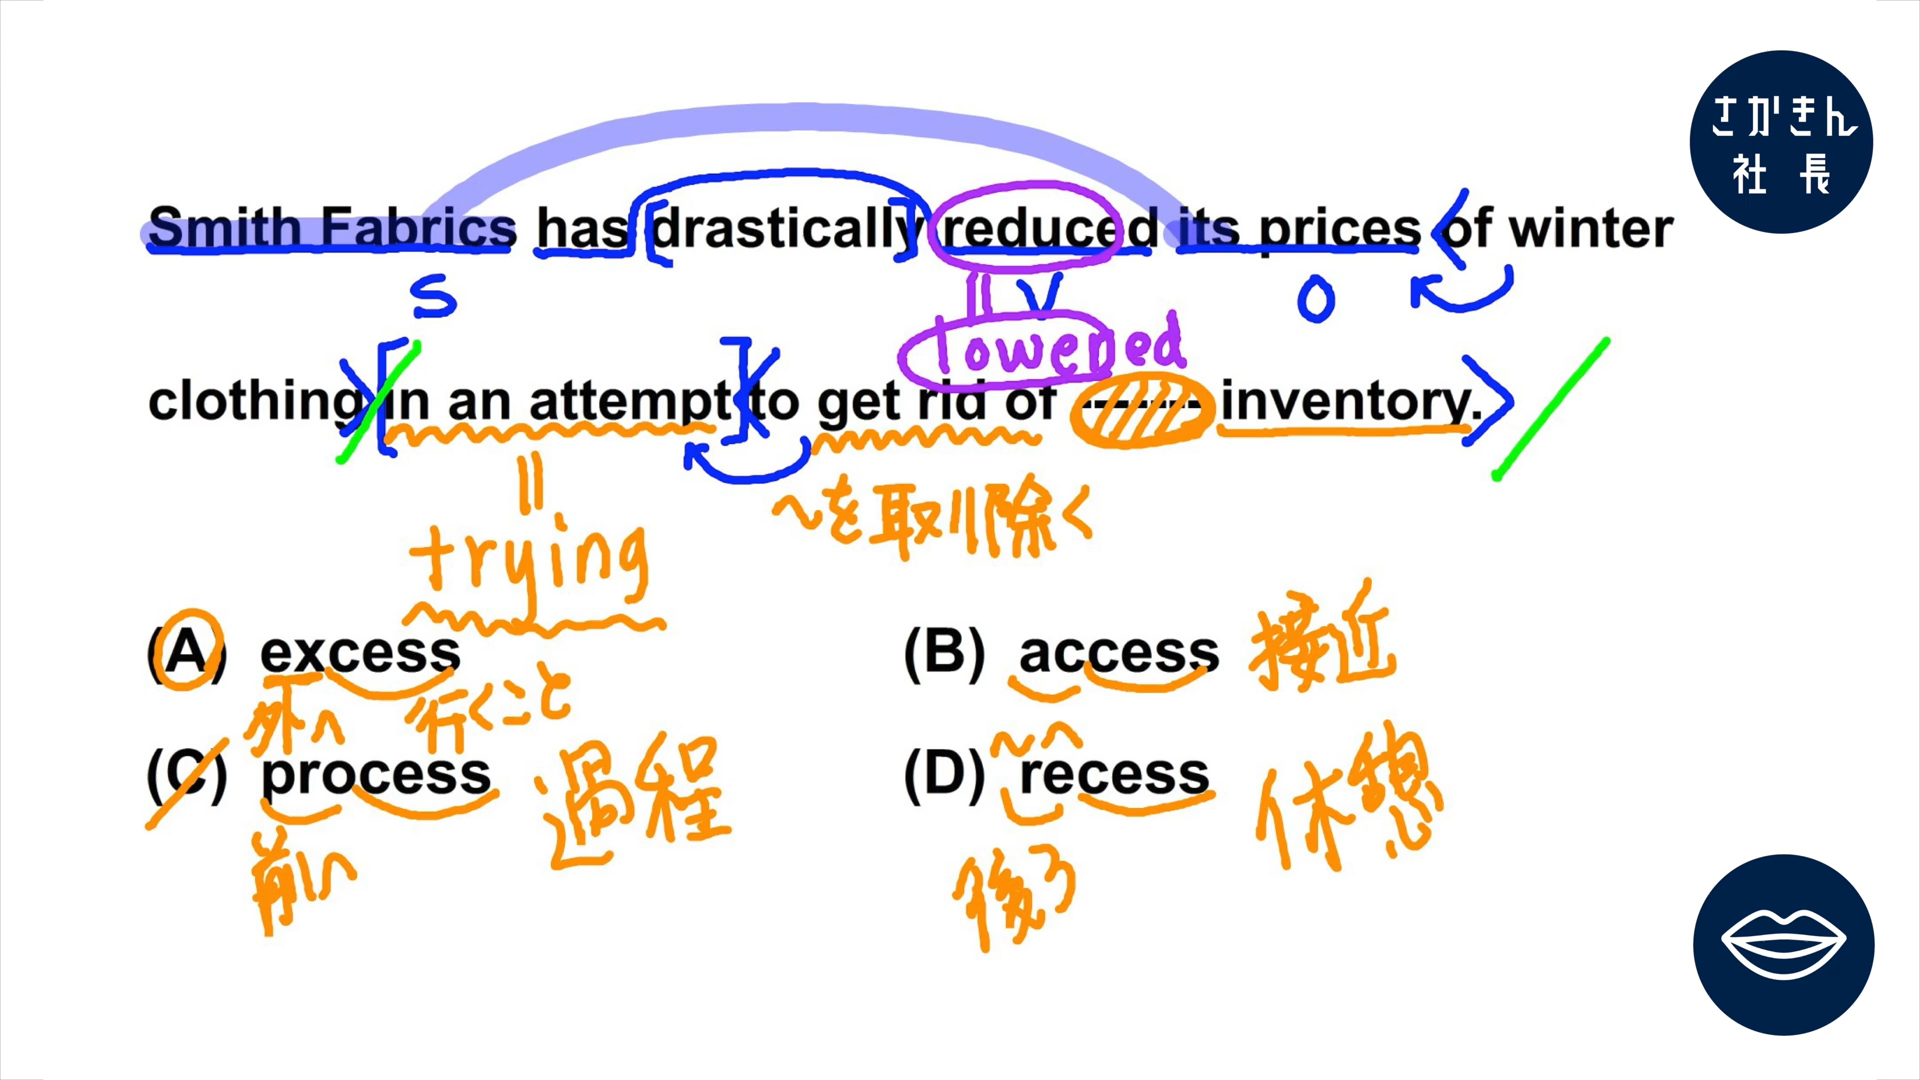 さかきん
社長
Smith Fabrics has [drastically] reduced its prices <of winter
S V O
lowered
clothing> [in an attempt] <to get rid of ------- inventory.>
trying
~を取り除く
(A) excess
外へ 行くこと
(B) access 接近
~へ
(C) process 過程
前へ
(D) recess 休憩
後ろ